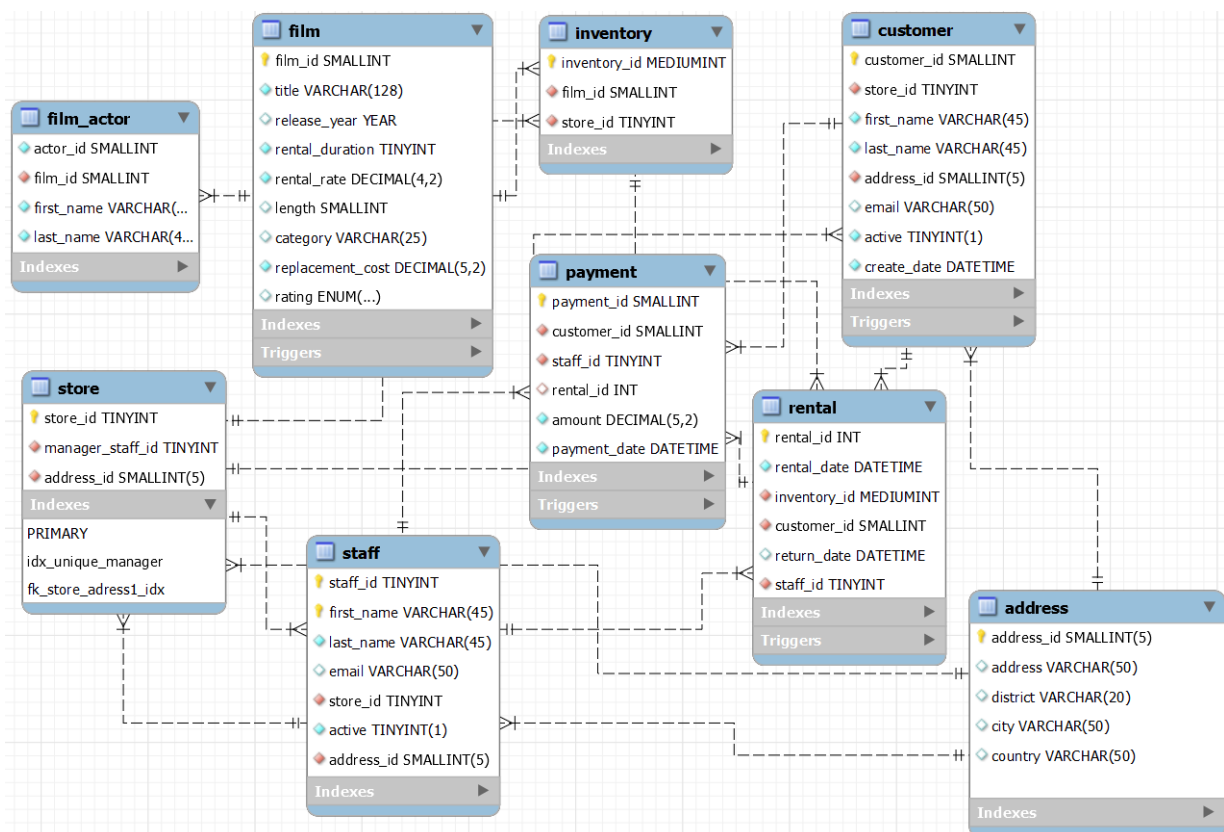 film
film_id SMALLINT
title VARCHAR(128)
release_year YEAR
rental_duration TINYINT
rental_rate DECIMAL(4,2)
length SMALLINT
category VARCHAR(25)
replacement_cost DECIMAL(5,2)
rating ENUM(...)
Indexes
Triggers
inventory
inventory_id MEDIUMINT
film_id SMALLINT
store_id TINYINT
Indexes
customer
customer_id SMALLINT
store_id TINYINT
first_name VARCHAR(45)
last_name VARCHAR(45)
address_id SMALLINT(5)
email VARCHAR(50)
active TINYINT(1)
create_date DATETIME
Indexes
Triggers
film_actor
actor_id SMALLINT
film_id SMALLINT
first_name VARCHAR(...
last_name VARCHAR(4...
Indexes
payment
payment_id SMALLINT
customer_id SMALLINT
staff_id TINYINT
rental_id INT
amount DECIMAL(5,2)
payment_date DATETIME
Indexes
Triggers
store
store_id TINYINT
manager_staff_id TINYINT
address_id SMALLINT(5)
Indexes
PRIMARY
idx_unique_manager
fk_store_adress1_idx
rental
rental_id INT
rental_date DATETIME
inventory_id MEDIUMINT
customer_id SMALLINT
return_date DATETIME
staff_id TINYINT
Indexes
Triggers
staff
staff_id TINYINT
first_name VARCHAR(45)
last_name VARCHAR(45)
email VARCHAR(50)
store_id TINYINT
active TINYINT(1)
address_id SMALLINT(5)
Indexes
address
address_id SMALLINT(5)
address VARCHAR(50)
district VARCHAR(20)
city VARCHAR(50)
country VARCHAR(50)
Indexes